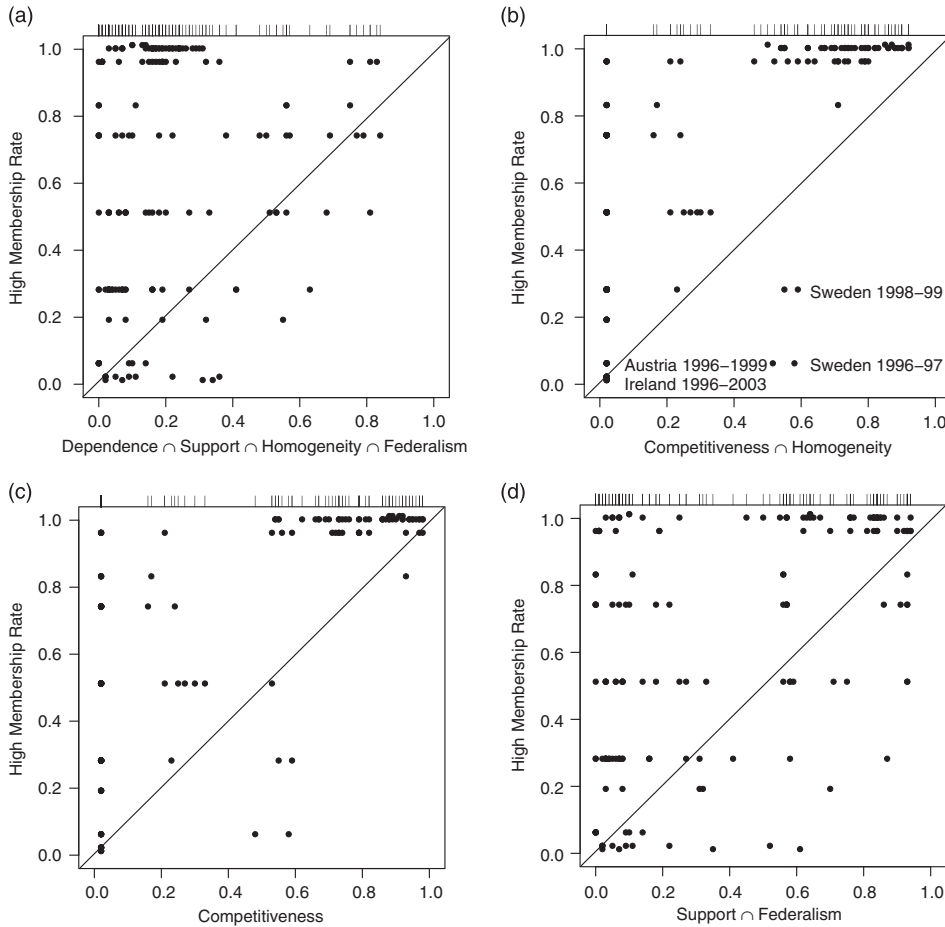 (a)
1.0
0.8
0.6
0.4
0.2
0.0
High Membership Rate
0.0 0.2 0.4 0.6 0.8 1.0
Dependence ∩ Support ∩ Homogeneity ∩ Federalism
(b)
1.0
0.8
0.6
0.4
0.2
0.0
High Membership Rate
Sweden 1998–99
Austria 1996–1999
Sweden 1996–97
Ireland 1996–2003
0.0 0.2 0.4 0.6 0.8 1.0
Competitiveness ∩ Homogeneity
(c)
1.0
0.8
0.6
0.4
0.2
0.0
High Membership Rate
0.0 0.2 0.4 0.6 0.8 1.0
Competitiveness
(d)
1.0
0.8
0.6
0.4
0.2
0.0
High Membership Rate
0.0 0.2 0.4 0.6 0.8 1.0
Support ∩ Federalism